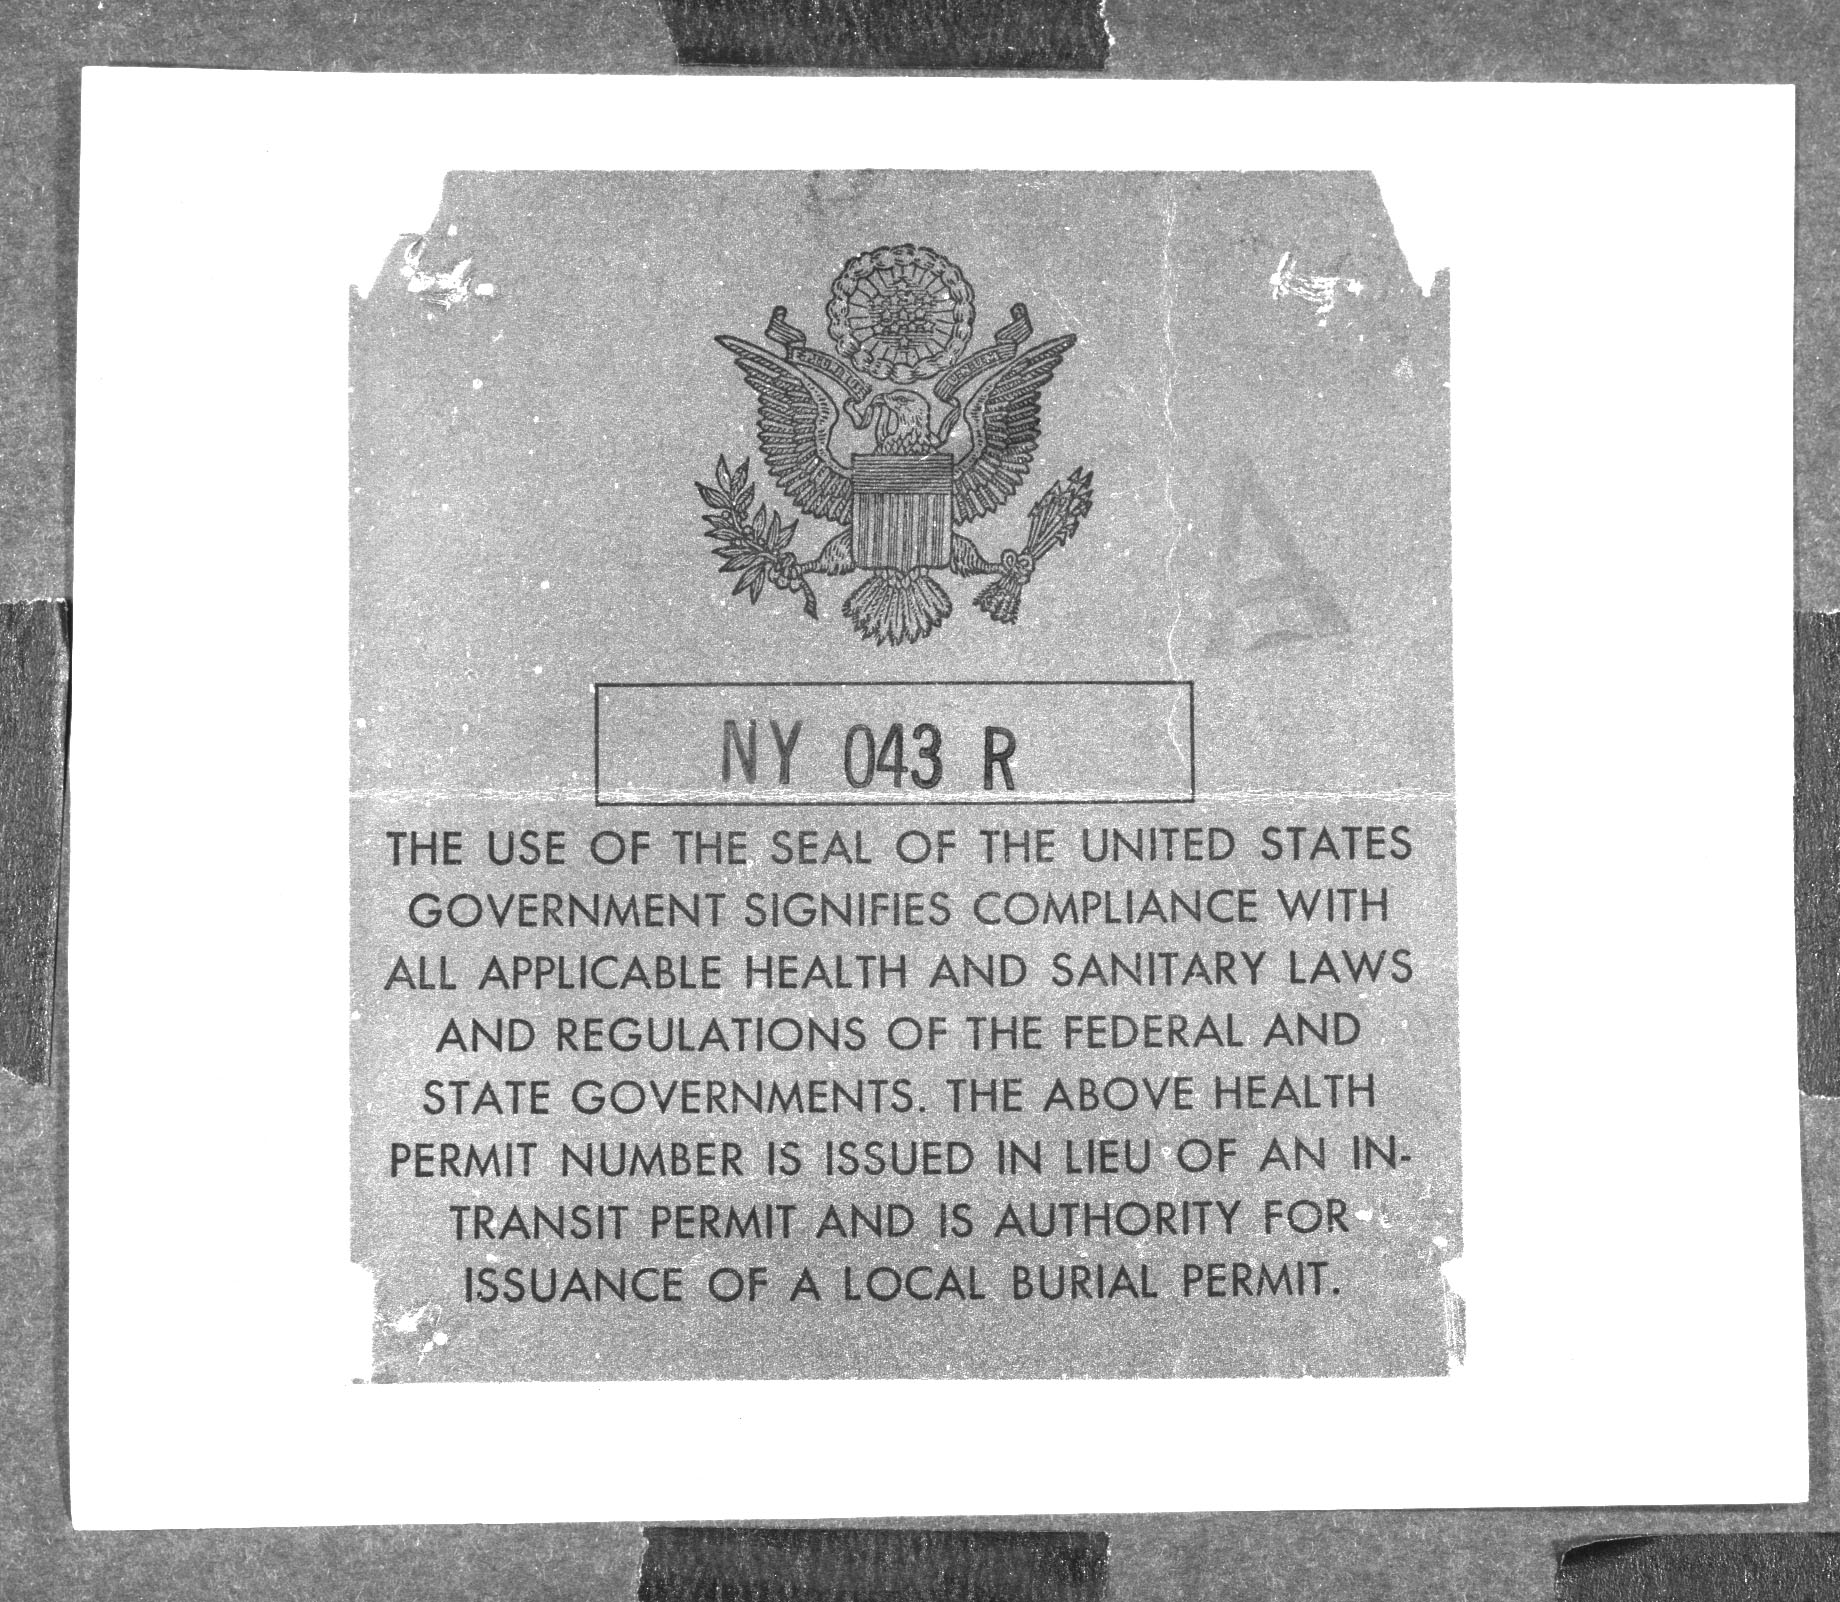 NY 043 R
THE USE OF THE SEAL OF THE UNITED STATES
GOVERNMENT SIGNIFIES COMPLIANCE WITH
ALL APPLICABLE HEALTH AND SANITARY LAWS
AND REGULATIONS OF THE FEDERAL AND
STATE GOVERNMENTS. THE ABOVE HEALTH
PERMIT NUMBER IS ISSUED IN LIEU OF AN IN-
TRANSIT PERMIT AND IS AUTHORITY FOR
ISSUANCE OF A LOCAL BURIAL PERMIT.